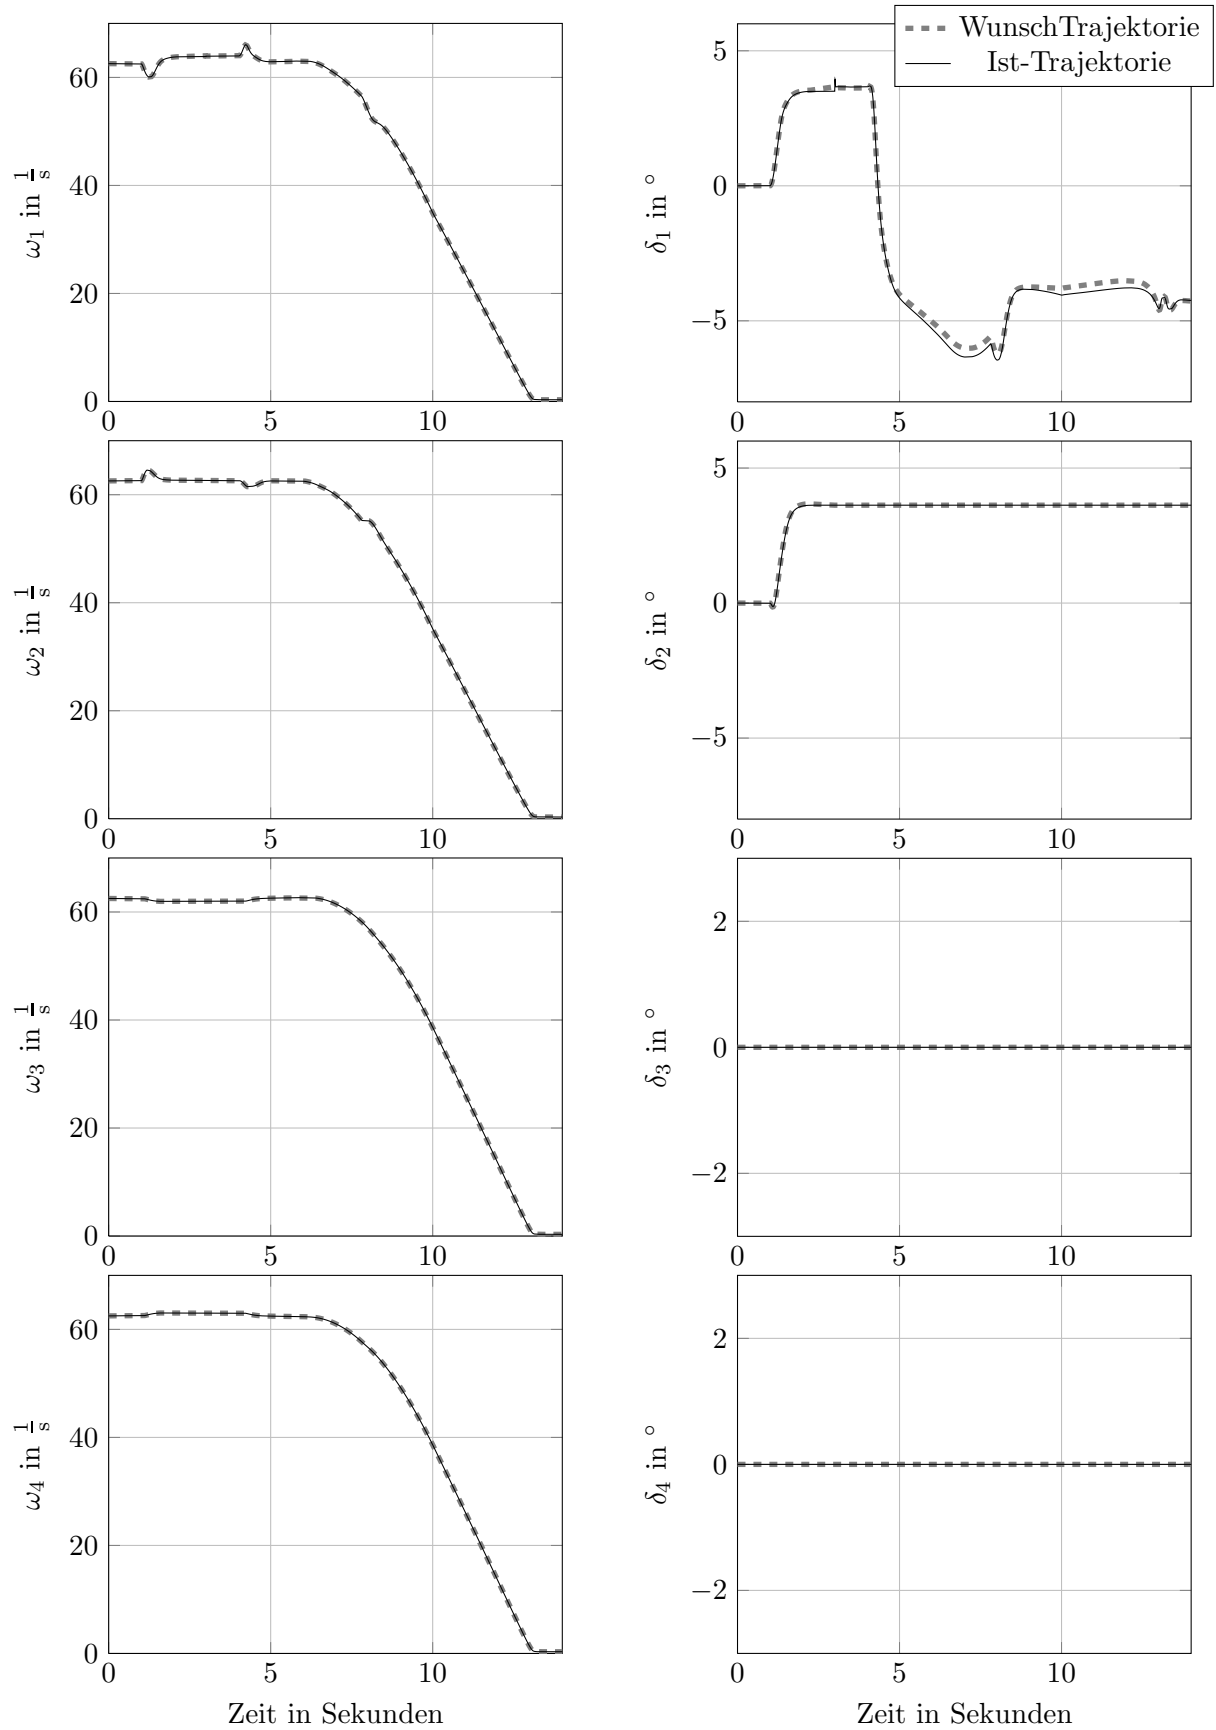 WunschTrajektorie
Ist-Trajektorie
60
40
20
0
0 5 10
ω1 in 1/s
5
0
−5
0 5 10
δ1 in °
60
40
20
0
0 5 10
ω2 in 1/s
5
0
−5
0 5 10
δ2 in °
60
40
20
0
0 5 10
ω3 in 1/s
2
0
−2
0 5 10
δ3 in °
60
40
20
0
0 5 10
ω4 in 1/s
Zeit in Sekunden
2
0
−2
0 5 10
δ4 in °
Zeit in Sekunden